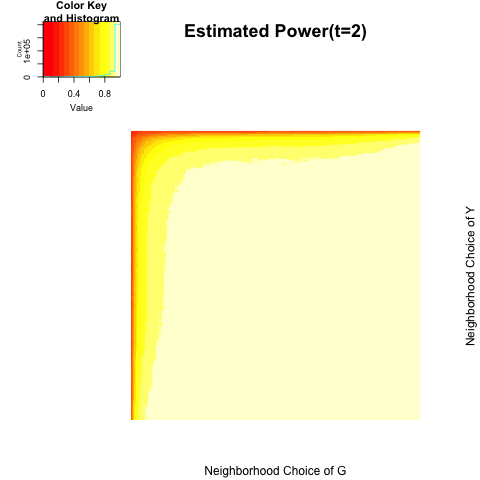 Color Key
and Histogram
Count
0
1e+05
0
0.4
0.8
Value
Estimated Power(t=2)
Neighborhood Choice of Y
Neighborhood Choice of G